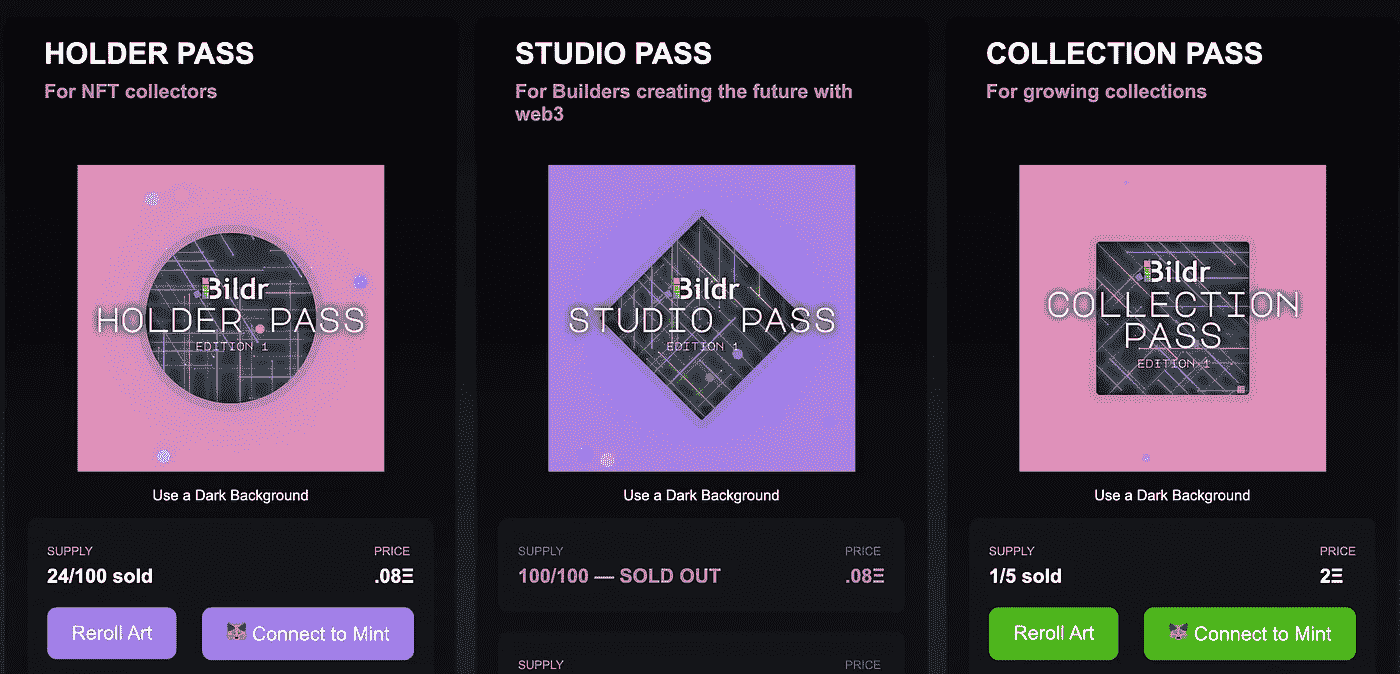 HOLDER PASS
For NFT collectors
Bildr
HOLDER PASS
EDITION 1
Use a Dark Background
SUPPLY
PRICE
24/100 sold
.08Ξ
Reroll Art
Connect to Mint
STUDIO PASS
For Builders creating the future with
web3
Bildr
STUDIO PASS
EDITION 1
Use a Dark Background
SUPPLY
PRICE
100/100 — SOLD OUT
.08Ξ
SUPPLY
PRICE
COLLECTION PASS
For growing collections
Bildr
COLLECTION
PASS
EDITION 1
Use a Dark Background
SUPPLY
PRICE
1/5 sold
2Ξ
Reroll Art
Connect to Mint